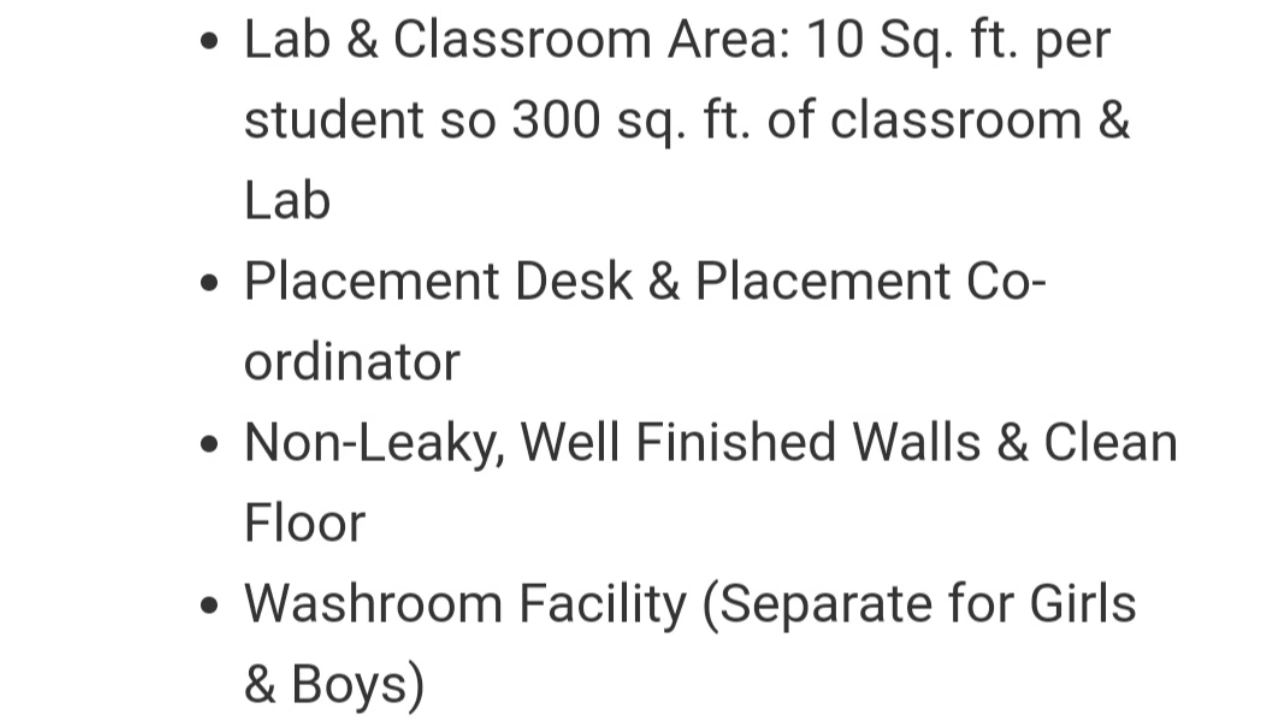 • Lab & Classroom Area: 10 Sq. ft. per
student so 300 sq. ft. of classroom &
Lab
• Placement Desk & Placement Co-
ordinator
• Non-Leaky, Well Finished Walls & Clean
Floor
• Washroom Facility (Separate for Girls
& Boys)